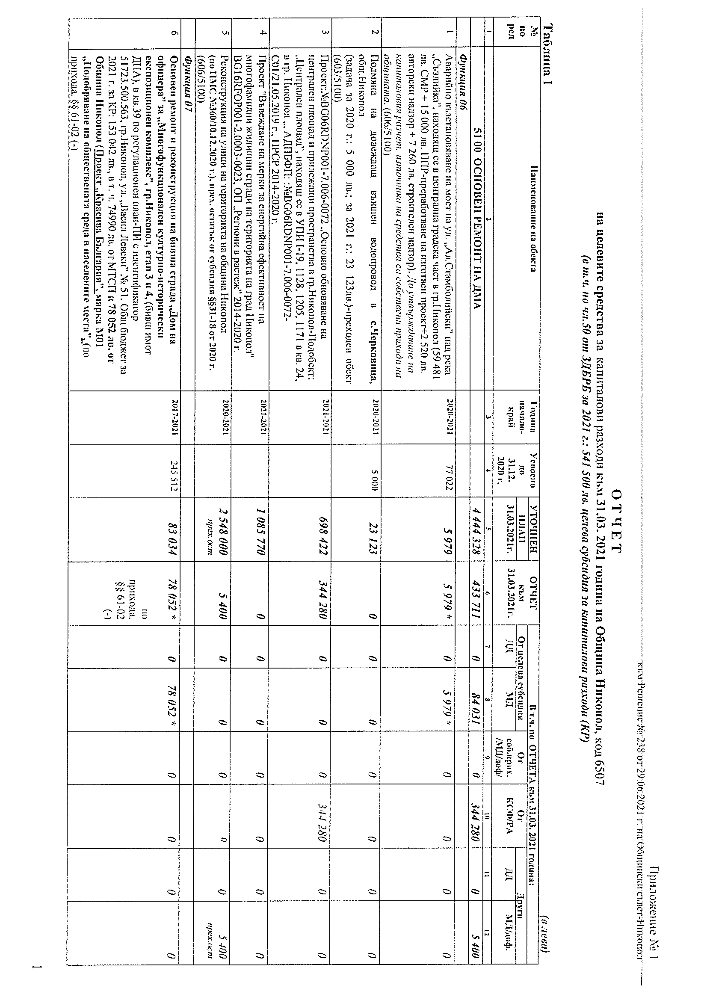 Приложение № 1
към Решение № 238 от 29.06.2021 г. на Общински съвет-Никопол
О Т Ч Е Т
на целевите средства за капиталови разходи към 31.03. 2021 година на Община Никопол, код 6507
(в т.ч. по чл.50 от ЗДБРБ за 2021 г.: 541 500 лв. целева субсидия за капиталови разходи (КР)
Таблица 1
(в лева)
№ по ред
Наименование на обекта
Година начало-край
Усвоено до 31.12. 2020 г.
УТОЧНЕН ПЛАН 31.03.2021г.
ОТЧЕТ към 31.03.2021г.
В т.ч. по ОТЧЕТА към 31.03. 2021 година:
От целева субсидия
ДД
МД
От соб.прих. /МД/доф/
От КСФ/РА
Други
ДД
МД/доф.
1 2 3 4 5 6 7 8 9 10 11 12
51 00 ОСНОВЕН РЕМОНТ НА ДМА
4 444 328 433 711 0 84 031 0 344 280 0 5 400
Функция 06
1
Аварийно възстановяване на мост на ул. „Ал.Стамболийски" над река
„Съзлийка", находящ се в централна градска част в гр.Никопол (59 481
лв. СМР + 15 000 лв. ППР-преработване на изготвен проект+2 520 лв.
авторски надзор + 7 260 лв. строителен надзор). До утвърждаване на
капиталовия разчет, източника на средства са собствени приходи на
общината. (606/5100)
2020-2021 77 022 5 979 5 979 * 0 5 979 * 0 0 0 0
2
Подмяна на довеждащ външен водопровод в с.Черковица,
общ.Никопол
(задача за 2020 г.: 5 000 лв.; за 2021 г.: 23 123лв.)-преходен обект
(603/5100)
2020-2021 5 000 23 123 0 0 0 0 0 0 0
3
Проект:№BG06RDNP001-7.006-0072 „Основно обновяване на
централен площад и прилежащи пространства в гр.Никопол-Подобект:
„Централен площад", находящ се в УПИ I-19, 1128, 1205, 1171 в кв. 24,
в гр. Никопол „, АДПБФП: :№BG06RDNP001-7.006-0072-
C01/21.05.2019 г., ПРСР 2014-2020 г.
2021-2021 698 422 344 280 0 0 0 344 280 0 0
4
Проект "Въвеждане на мерки за енергийна ефективност на
многофамилни жилищни сгради на територията на град Никопол"
BG16RFOP001-2.0003-0023, ОП „Региони в растеж" 2014-2020 г.
2021-2021 1 085 770 0 0 0 0 0 0 0
5
Реконструкция на улици на територията на община Никопол
(по ПМС №360/10.12.2020 г.), прех. остатък от субсидия §§31-18 от 2020 г.
(606/5100)
2020-2021 2 548 000 5 400 0 0 0 0 0 5 400
прех.ост прех.ост
Функция 07
6
Основен ремонт и реконструкция на бивша сграда „Дом на
офицера" за „Многофункционален културно-исторически
експозиционен комплекс", гр.Никопол, етап 3 и 4, (бивш имот
ДНА), в кв.39 по регулационен план-ПИ с идентификатор
51723.500.563, гр.Никопол, ул. „Васил Левски" № 51. Общ бюджет за
2021 г. за КР: 153 042 лв., в т. ч. 74990 лв. от МТСП и 78 052 лв. от
Община Никопол (Проект „Красива България", мярка М01
„Подобряване на обществената среда в населените места", (по
прихода. §§ 61-02 (-)
2017-2021 245 512 83 034 78 052 * 0 78 052 * 0 0 0 0
по
прихода.
§§ 61-02
(-)
1